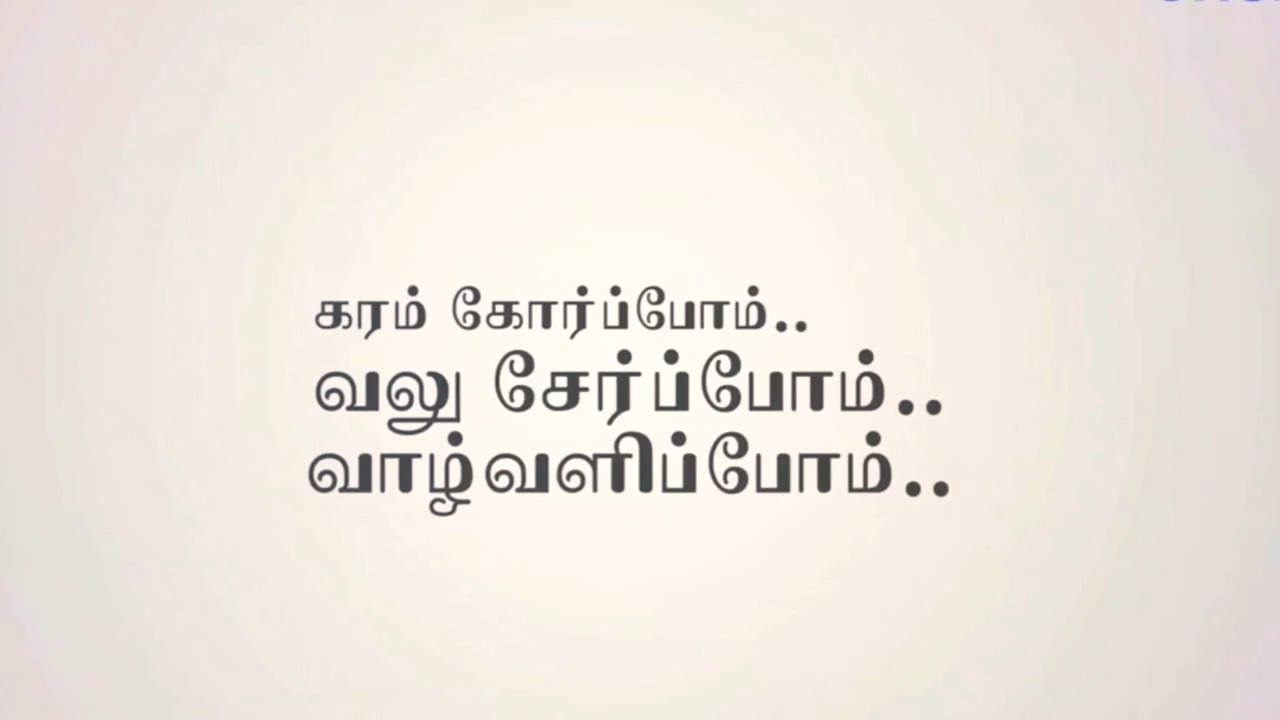 கரம் கோர்ப்போம்..
வலு சேர்ப்போம்..
வாழ்வளிப்போம்..